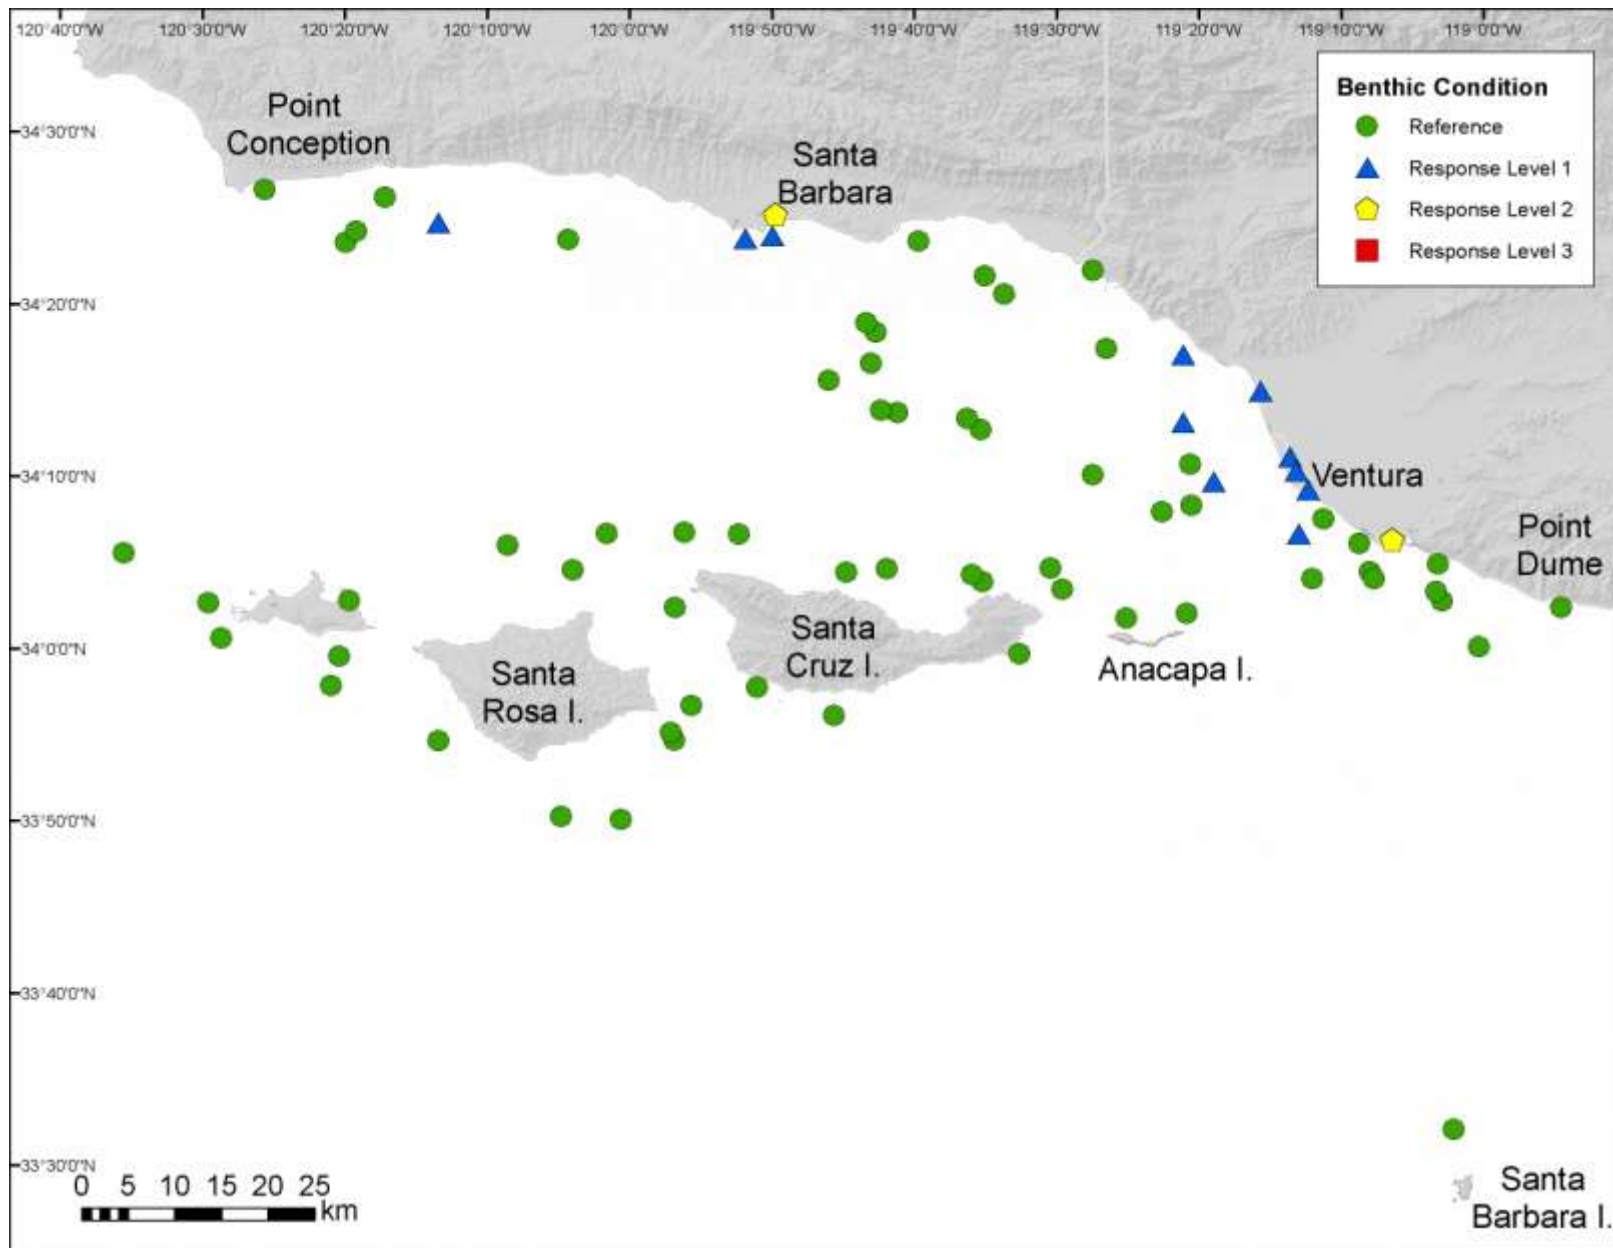 120°40'0"W 120°30'0"W 120°20'0"W 120°10'0"W 120°0'0"W 119°50'0"W 119°40'0"W 119°30'0"W 119°20'0"W 119°10'0"W 119°0'0"W
Benthic Condition
Reference
Response Level 1
Response Level 2
Response Level 3
Point
Conception
34°30'0"N
Santa
Barbara
34°20'0"N
34°10'0"N
Ventura
Point
Dume
34°0'0"N
Santa
Cruz I.
Santa
Rosa I.
Anacapa I.
33°50'0"N
33°40'0"N
33°30'0"N
0 5 10 15 20 25
km
Santa
Barbara I.